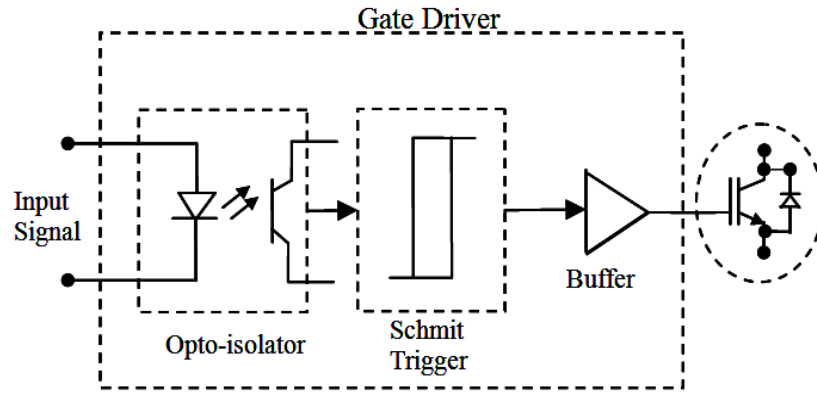 Gate Driver
Input
Signal
Opto-isolator
Schmit
Trigger
Buffer